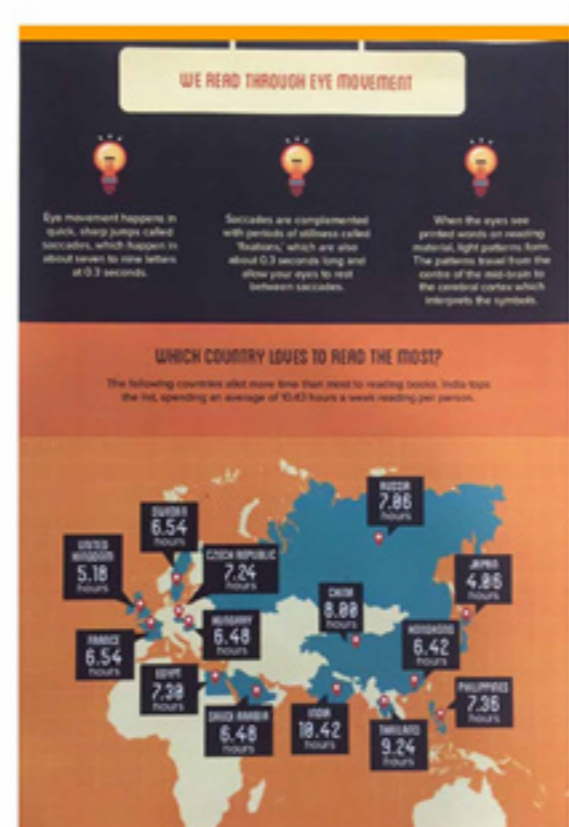 WE READ THROUGH EYE MOVEMENT
Eye movement happens in
quick, sharp jumps called
saccades, which happen in
about seven to nine letters
at 0.3 seconds.
Saccades are complemented
with periods of stillness called
'fixations,' which are also
about 0.3 seconds long and
allow your eyes to rest
between saccades.
When the eyes see
printed words on reading
material, light patterns form.
The patterns travel from the
centre of the mid-brain to
the cerebral cortex which
interprets the symbols.
WHICH COUNTRY LOVES TO READ THE MOST?
The following countries allot more time than most to reading books. India tops
the list, spending an average of 10.42 hours a week reading per person.
RUSSIA
7.06
hours
SWEDEN
6.54
hours
UNITED
KINGDOM
5.18
hours
CZECH REPUBLIC
7.24
hours
JAPAN
4.06
hours
CHINA
8.00
hours
HUNGARY
6.48
hours
HONGKONG
6.42
hours
FRANCE
6.54
hours
EGYPT
7.30
hours
PHILIPPINES
7.36
hours
SAUDI ARABIA
6.48
hours
INDIA
10.42
hours
THAILAND
9.24
hours